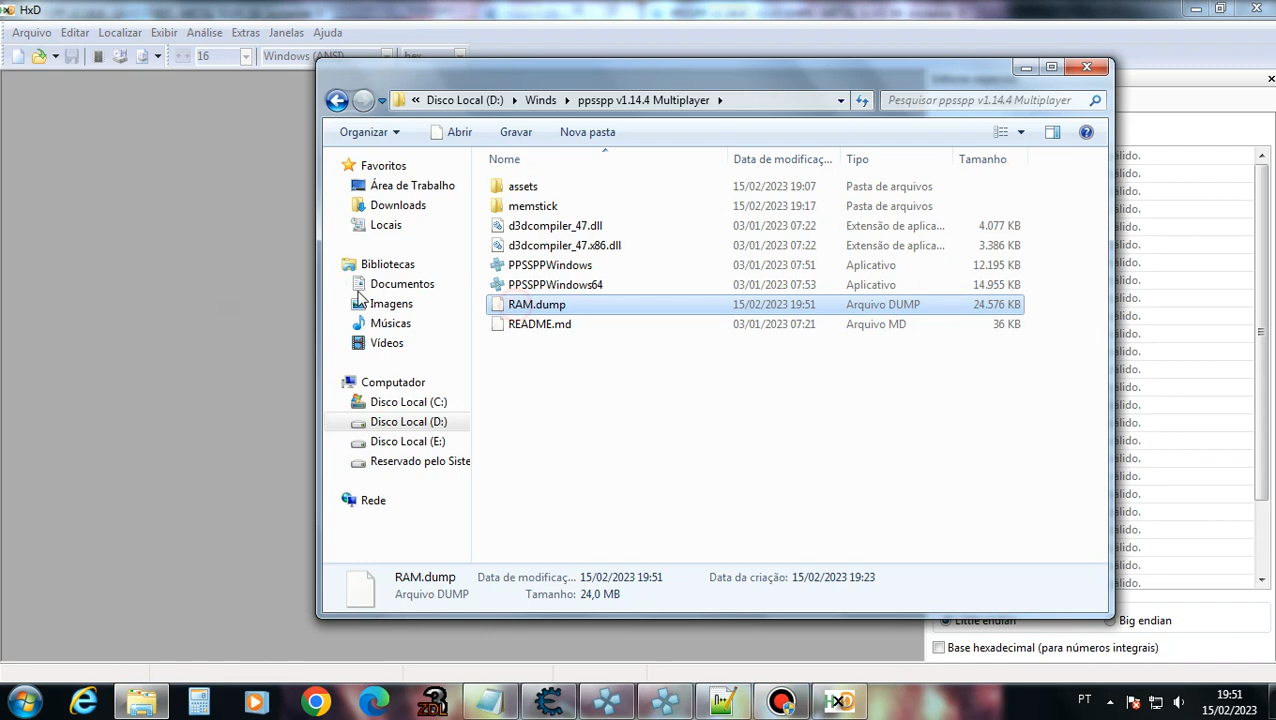 HxD
Arquivo Editar Localizar Exibir Análise Extras Janelas Ajuda
16 Windows (ANSI) hex
« Disco Local (D:) Winds ppsspp v1.14.4 Multiplayer Pesquisar ppsspp v1.14.4 Multiplayer
Organizar Abrir Gravar Nova pasta
Nome Data de modificaç... Tipo Tamanho
Favoritos
Área de Trabalho
Downloads
Locais
Bibliotecas
Documentos
Imagens
Músicas
Vídeos
Computador
Disco Local (C:)
Disco Local (D:)
Disco Local (E:)
Reservado pelo Siste
Rede
assets 15/02/2023 19:07 Pasta de arquivos
memstick 15/02/2023 19:17 Pasta de arquivos
d3dcompiler_47.dll 03/01/2023 07:22 Extensão de aplica... 4.077 KB
d3dcompiler_47.x86.dll 03/01/2023 07:22 Extensão de aplica... 3.386 KB
PPSSPPWindows 03/01/2023 07:51 Aplicativo 12.195 KB
PPSSPPWindows64 03/01/2023 07:53 Aplicativo 14.955 KB
RAM.dump 15/02/2023 19:51 Arquivo DUMP 24.576 KB
README.md 03/01/2023 07:21 Arquivo MD 36 KB
RAM.dump Data de modificaç... 15/02/2023 19:51 Data da criação: 15/02/2023 19:23
Arquivo DUMP Tamanho: 24,0 MB
Little endian Big endian
Base hexadecimal (para números integrais)
ZDL
HxD
PT
19:51
15/02/2023